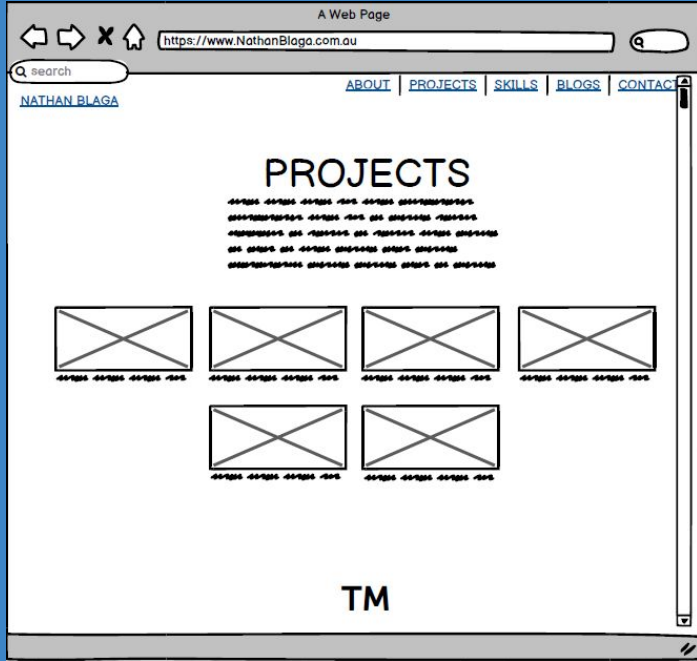 A Web Page
https://www.NathanBlaga.com.au
search
ABOUT | PROJECTS | SKILLS | BLOGS | CONTACT
NATHAN BLAGA
PROJECTS
TM